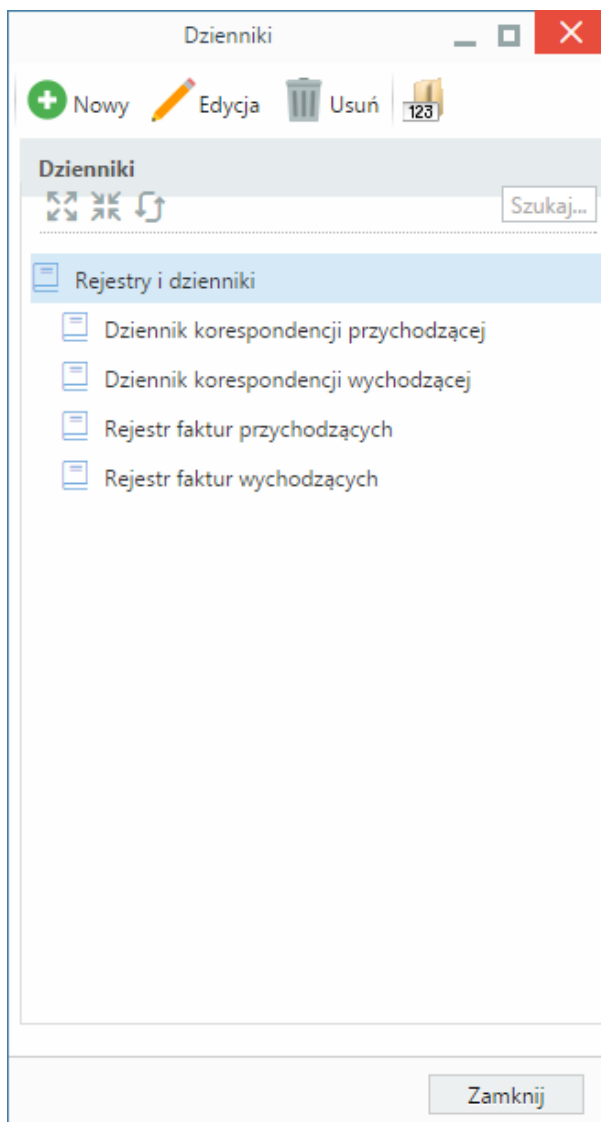 Dzienniki
Nowy Edycja Usuń 123
Dzienniki
Szukaj...
Rejestry i dzienniki
Dziennik korespondencji przychodzącej
Dziennik korespondencji wychodzącej
Rejestr faktur przychodzących
Rejestr faktur wychodzących
Zamknij